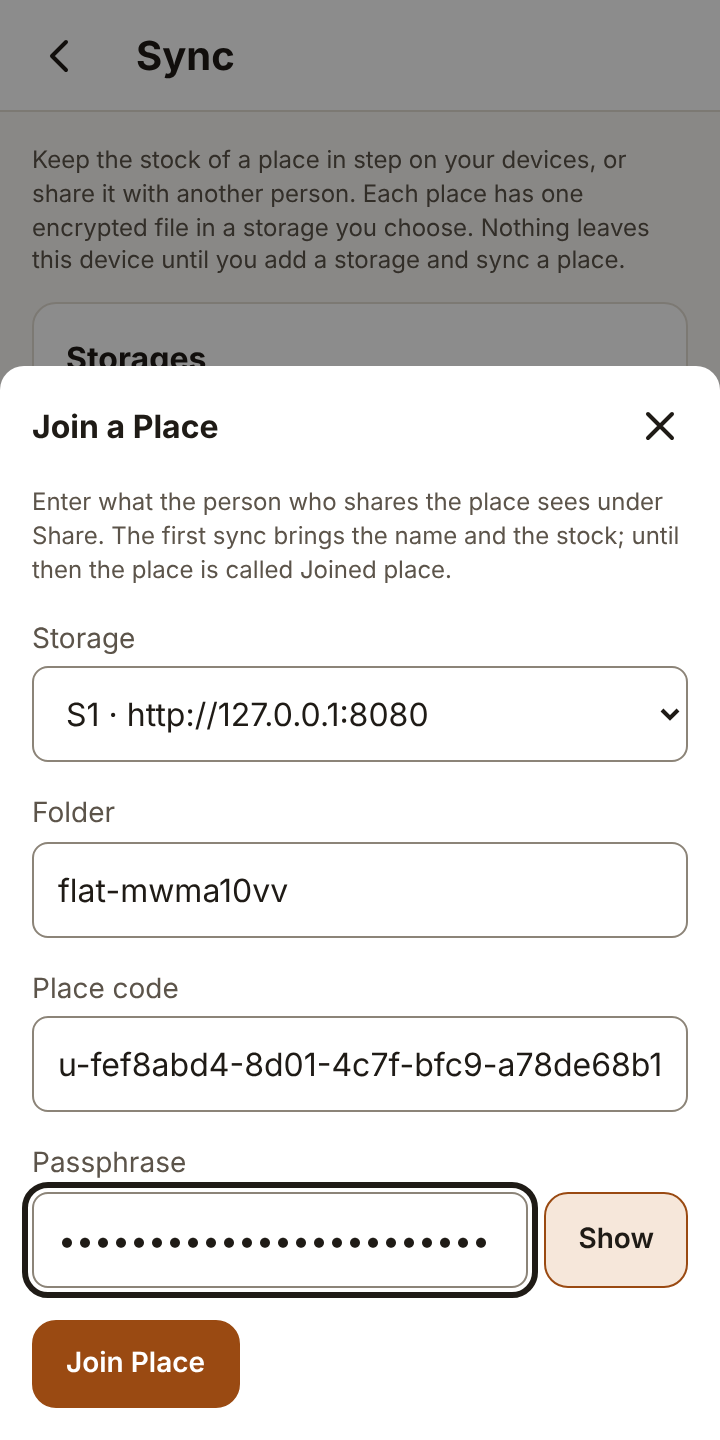 Sync
Keep the stock of a place in step on your devices, or
share it with another person. Each place has one
encrypted file in a storage you choose. Nothing leaves
this device until you add a storage and sync a place.
Storages
Join a Place
Enter what the person who shares the place sees under
Share. The first sync brings the name and the stock; until
then the place is called Joined place.
Storage
S1 · http://127.0.0.1:8080
Folder
flat-mwma10vv
Place code
u-fef8abd4-8d01-4c7f-bfc9-a78de68b1
Passphrase
Show
Join Place